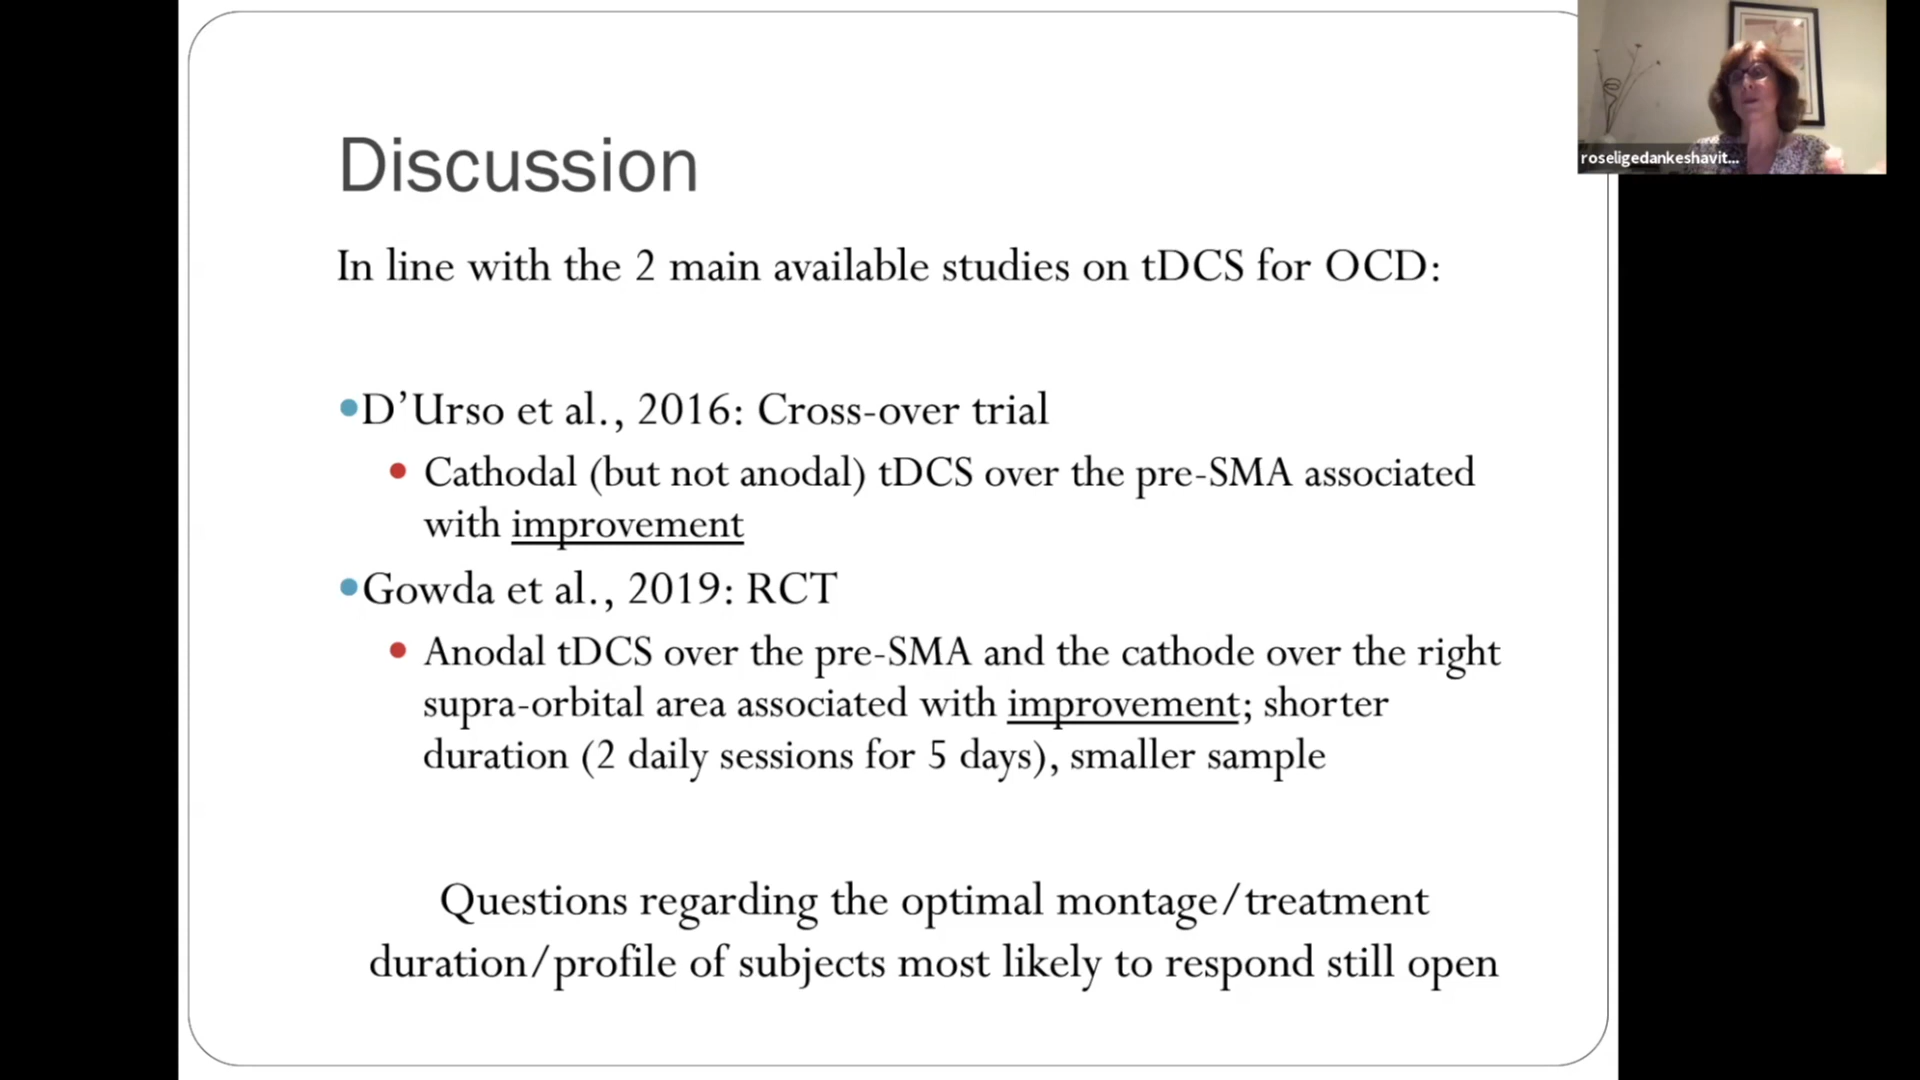 Discussion
In line with the 2 main available studies on tDCS for OCD:
•D’Urso et al., 2016: Cross-over trial
• Cathodal (but not anodal) tDCS over the pre-SMA associated
with improvement
•Gowda et al., 2019: RCT
• Anodal tDCS over the pre-SMA and the cathode over the right
supra-orbital area associated with improvement; shorter
duration (2 daily sessions for 5 days), smaller sample
Questions regarding the optimal montage/treatment
duration/profile of subjects most likely to respond still open
roseligedankeshavit...